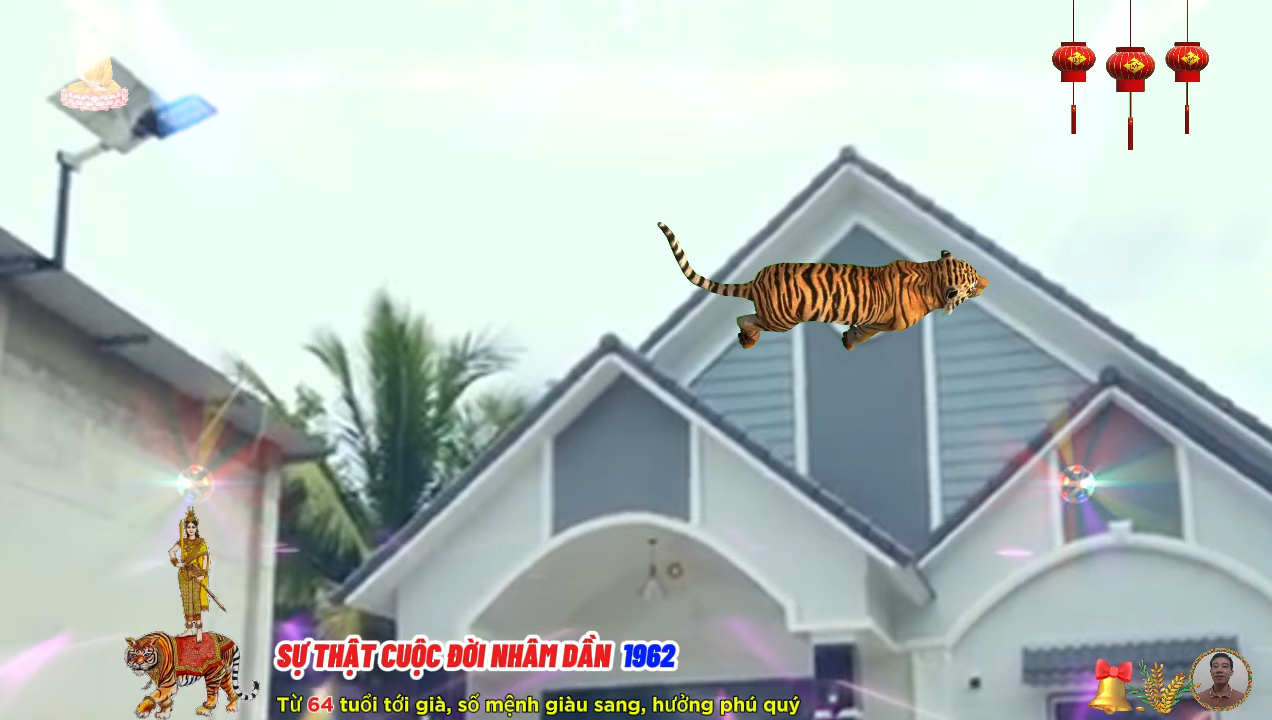 SỰ THẬT CUỘC ĐỜI NHÂM DẦN 1962
Từ 64 tuổi tới già, số mệnh giàu sang, hưởng phú quý